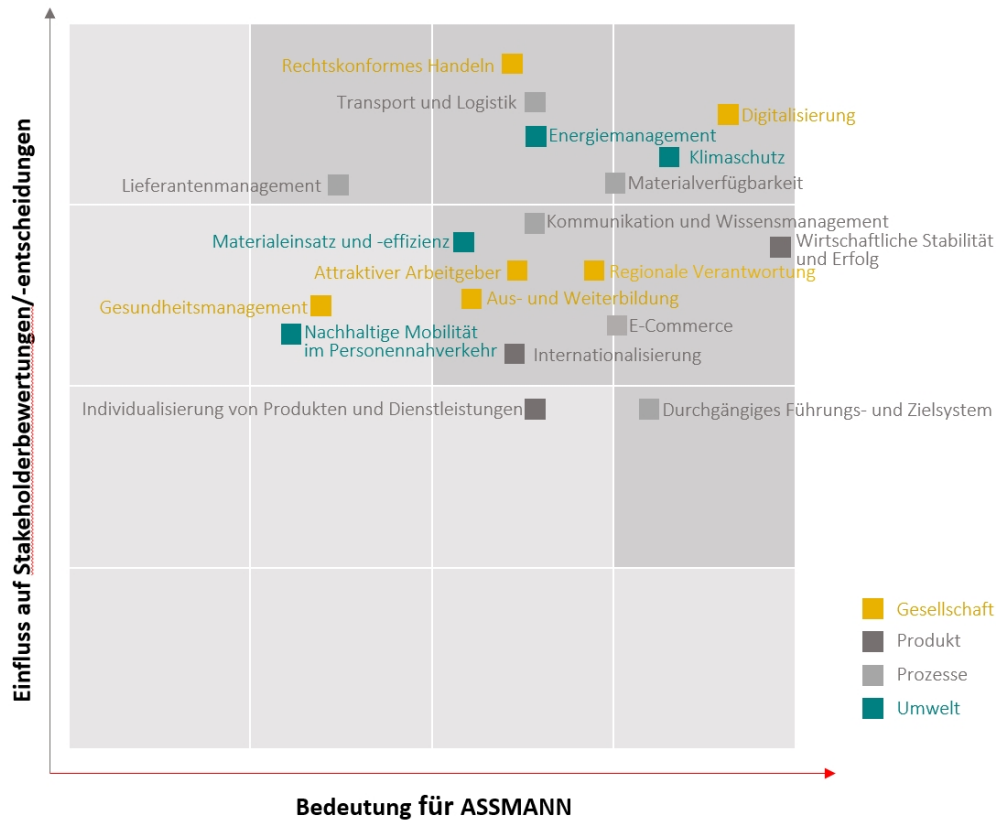 Einfluss auf Stakeholderbewertungen/-entscheidungen
Rechtskonformes Handeln
Transport und Logistik
Digitalisierung
Energiemanagement
Klimaschutz
Lieferantenmanagement
Materialverfügbarkeit
Kommunikation und Wissensmanagement
Materialeinsatz und -effizienz
Wirtschaftliche Stabilität
und Erfolg
Attraktiver Arbeitgeber
Regionale Verantwortung
Aus- und Weiterbildung
Gesundheitsmanagement
E-Commerce
Nachhaltige Mobilität
im Personennahverkehr
Internationalisierung
Individualisierung von Produkten und Dienstleistungen
Durchgängiges Führungs- und Zielsystem
Gesellschaft
Produkt
Prozesse
Umwelt
Bedeutung für ASSMANN